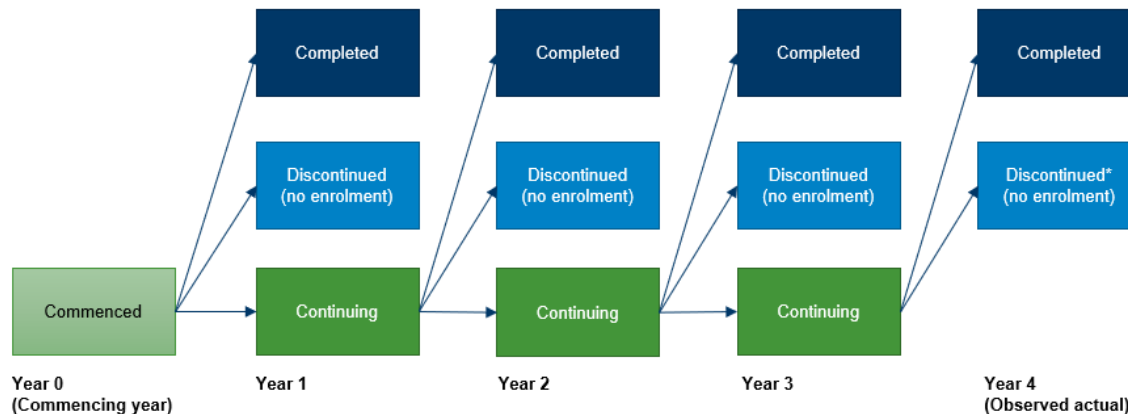 Completed
Completed
Completed
Completed
Discontinued
(no enrolment)
Discontinued
(no enrolment)
Discontinued
(no enrolment)
Discontinued*
(no enrolment)
Commenced
Continuing
Continuing
Continuing
Year 0
(Commencing year)
Year 1
Year 2
Year 3
Year 4
(Observed actual)